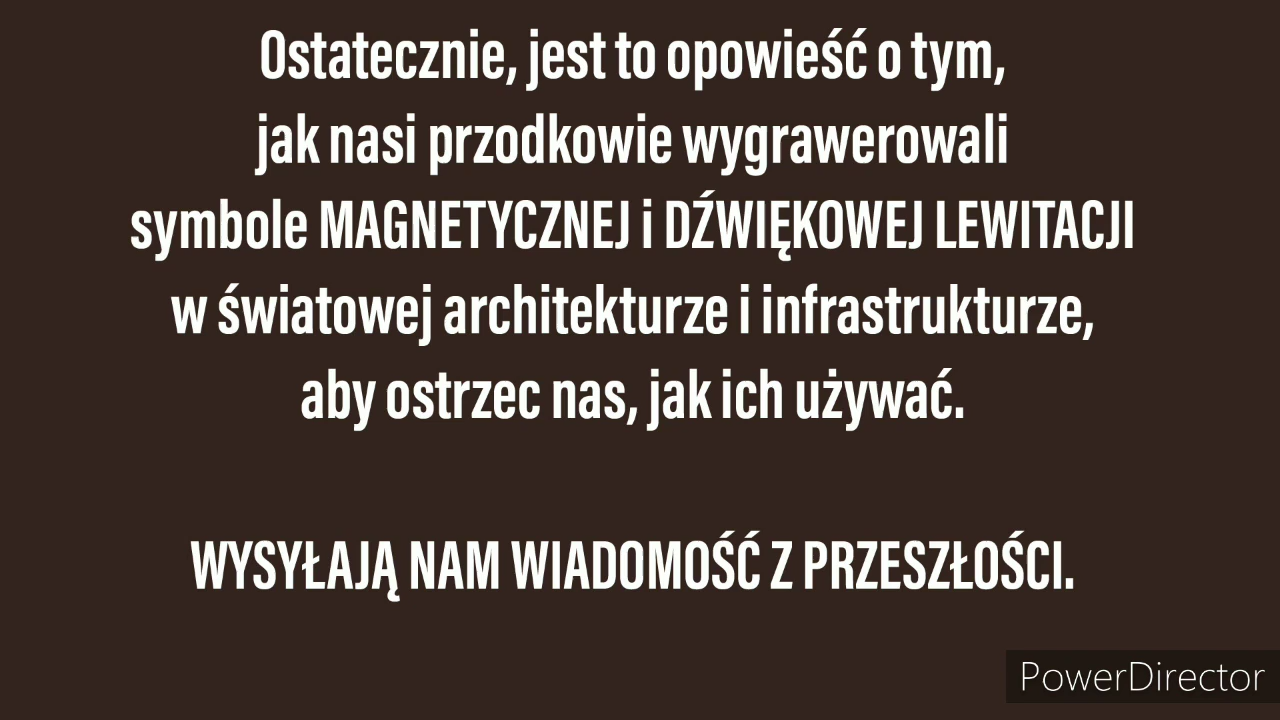 Ostatecznie, jest to opowieść o tym,
jak nasi przodkowie wygrawerowali
symbole MAGNETYCZNEJ i DŹWIĘKOWEJ LEWITACJI
w światowej architekturze i infrastrukturze,
aby ostrzec nas, jak ich używać.
WYSYŁAJĄ NAM WIADOMOŚĆ Z PRZESZŁOŚCI.
PowerDirector